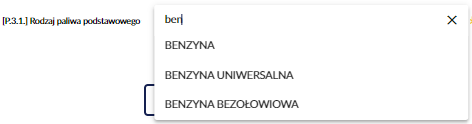 [P.3.1.] Rodzaj paliwa podstawowego
ben
BENZYNA
BENZYNA UNIWERSALNA
BENZYNA BEZOŁOWIOWA